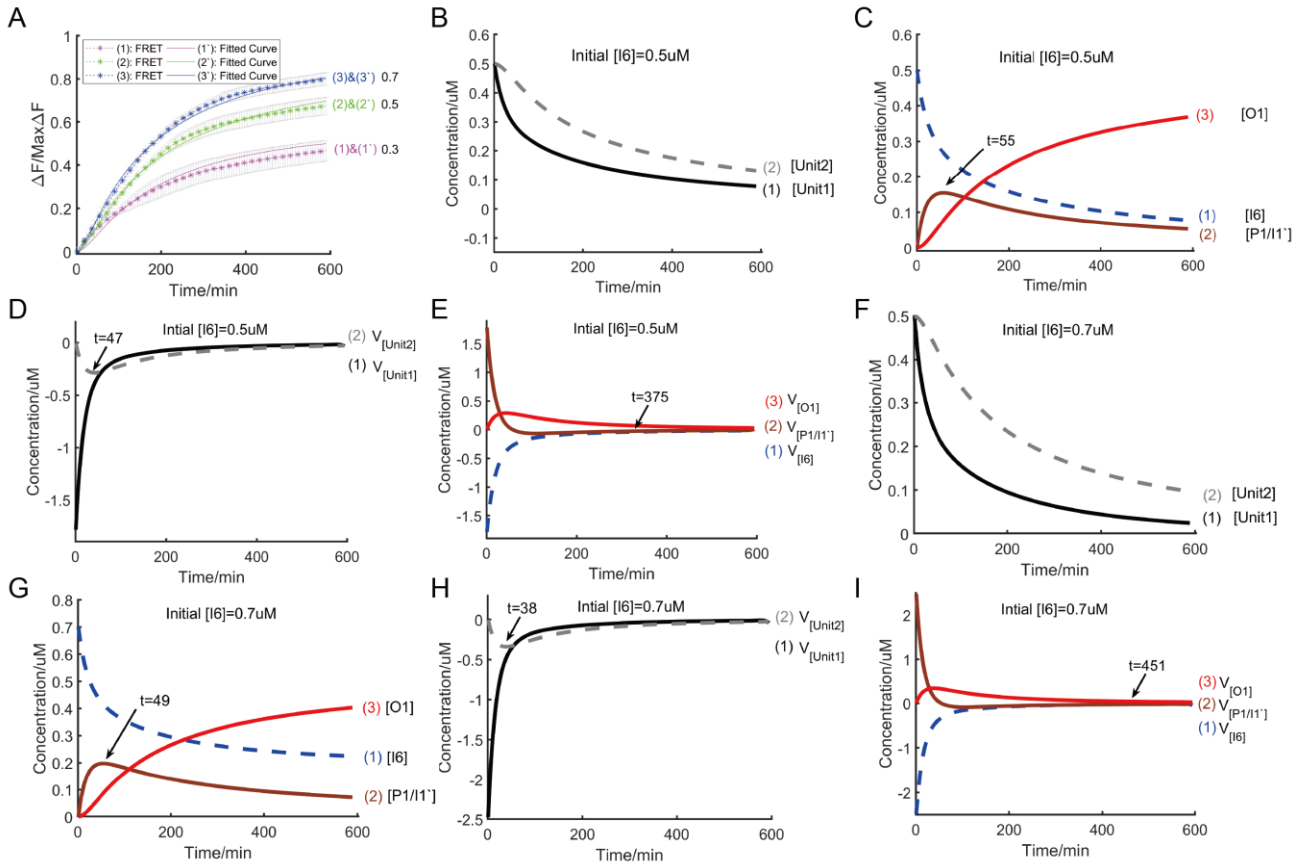 A
ΔF/MaxΔF
1
0.8
0.6
0.4
0.2
0
(1): FRET (1`): Fitted Curve
(2): FRET (2`): Fitted Curve
(3): FRET (3`): Fitted Curve
(3)&(3`) 0.7
(2)&(2`) 0.5
(1)&(1`) 0.3
0 200 400 600
Time/min
B
Initial [I6]=0.5uM
Concentration/uM
0.6
0.5
0.4
0.3
0.2
0.1
0
-0.1
(2) [Unit2]
(1) [Unit1]
0 200 400 600
Time/min
C
Initial [I6]=0.5uM
Concentration/uM
0.5
0.4
0.3
0.2
0.1
0
t=55
(3) [O1]
(1) [I6]
(2) [P1/I1`]
0 200 400 600
Time/min
D
Intial [I6]=0.5uM
Concentration/uM
0
-0.5
-1
-1.5
t=47
(2) V[Unit2]
(1) V[Unit1]
0 200 400 600
Time/min
E
Intial [I6]=0.5uM
Concentration/uM
1.5
1
0.5
0
-0.5
-1
-1.5
t=375
(3) V[O1]
(2) V[P1/I1`]
(1) V[I6]
0 200 400 600
Time/min
F
Initial [I6]=0.7uM
Concentration/uM
0.5
0.4
0.3
0.2
0.1
0
(2) [Unit2]
(1) [Unit1]
0 200 400 600
Time/min
G
Initial [I6]=0.7uM
Concentration/uM
0.8
0.7
0.6
0.5
0.4
0.3
0.2
0.1
0
t=49
(3) [O1]
(1) [I6]
(2) [P1/I1`]
0 200 400 600
Time/min
H
Intial [I6]=0.7uM
Concentration/uM
0
-0.5
-1
-1.5
-2
-2.5
t=38
(2) V[Unit2]
(1) V[Unit1]
0 200 400 600
Time/min
I
Intial [I6]=0.7uM
Concentration/uM
2
1
0
-1
-2
t=451
(3) V[O1]
(2) V[P1/I1`]
(1) V[I6]
0 200 400 600
Time/min